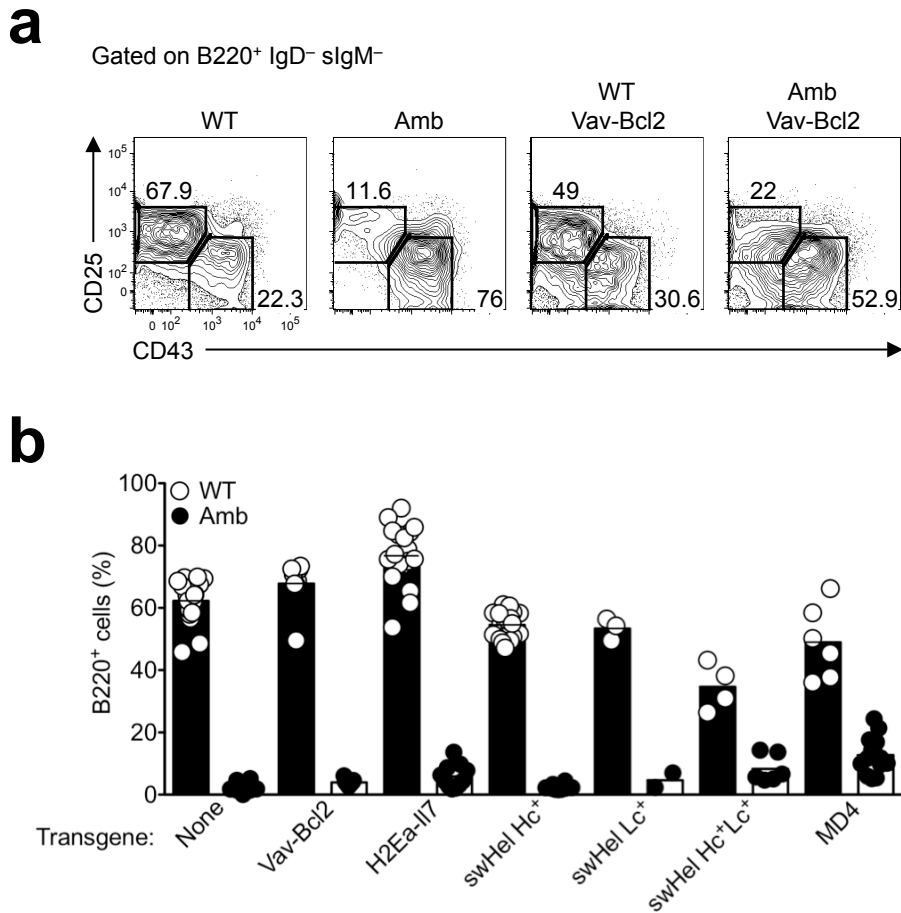 a
Gated on B220⁺ IgD⁻ sIgM⁻
WT
Amb
WT
Vav-Bcl2
Amb
Vav-Bcl2
CD25
10⁵
10⁴
10³
10²
0
67.9
22.3
11.6
76
49
30.6
22
52.9
0 10² 10³ 10⁴ 10⁵
CD43
b
B220⁺ cells (%)
100
80
60
40
20
0
WT
Amb
Transgene:
None
Vav-Bcl2
H2Ea-Il7
swHel Hc⁺
swHel Lc⁺
swHel Hc⁺Lc⁺
MD4